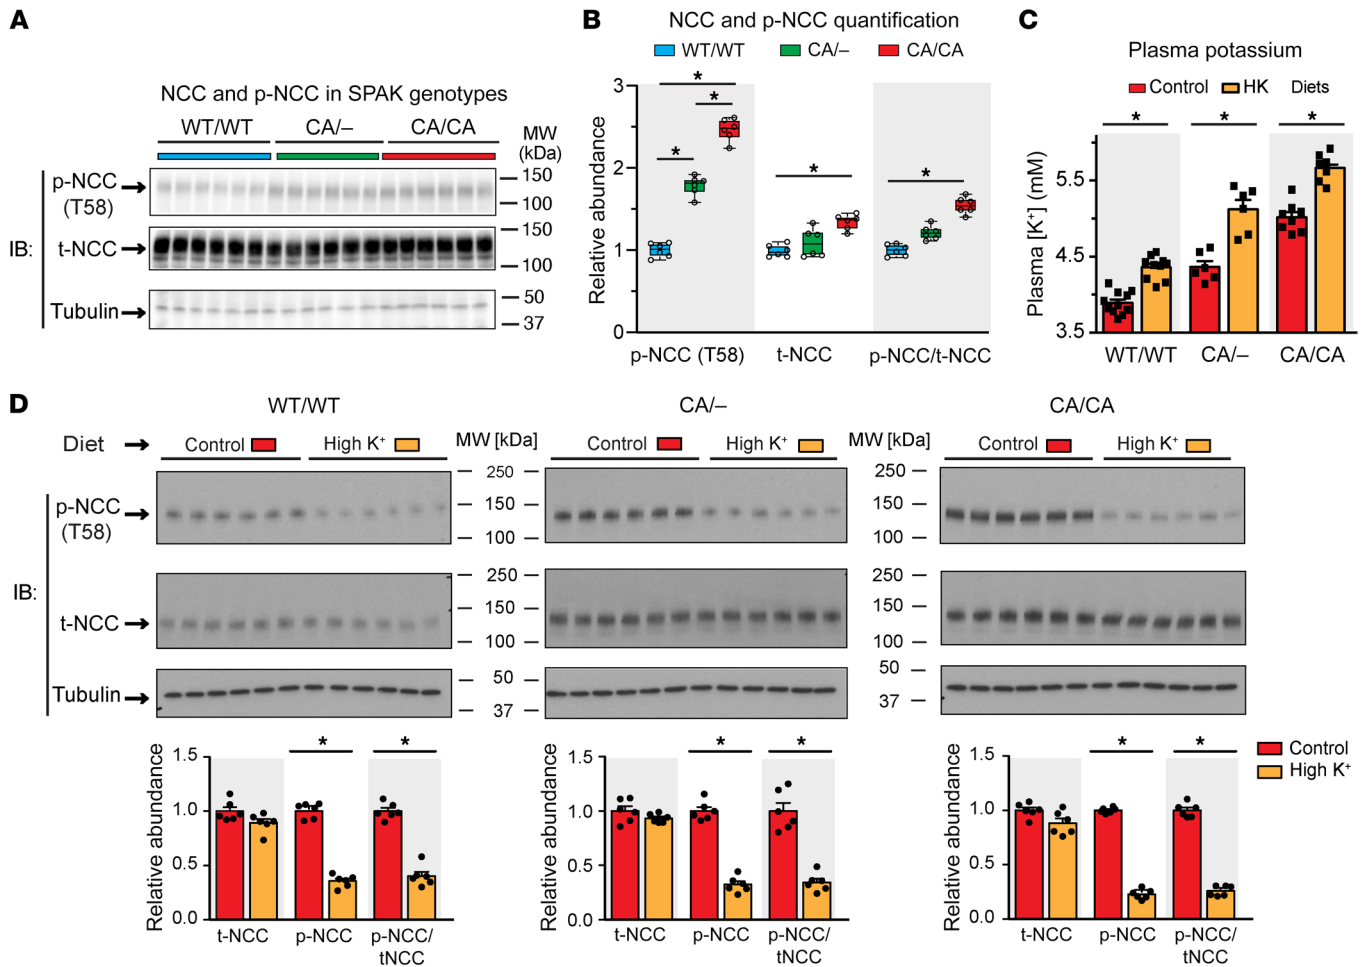 A
NCC and p-NCC in SPAK genotypes
WT/WT CA/– CA/CA MW
(kDa)
p-NCC
(T58)
150
100
IB:
t-NCC
150
100
Tubulin
50
37
B
NCC and p-NCC quantification
WT/WT CA/– CA/CA
Relative abundance
3
2
1
0
* * * * *
p-NCC (T58) t-NCC p-NCC/t-NCC
C
Plasma potassium
Control HK Diets
* * *
Plasma [K⁺] (mM)
5.5
4.5
3.5
WT/WT CA/– CA/CA
D
WT/WT CA/– CA/CA
Diet
Control High K⁺ MW [kDa] Control High K⁺ MW [kDa] Control High K⁺
p-NCC
(T58)
250 250
150 150
100 100
IB:
t-NCC
250 250
150 150
100 100
Tubulin
50 50
37 37
Relative abundance
1.5
1.0
0.5
0.0
* *
t-NCC p-NCC p-NCC/
tNCC
Relative abundance
1.5
1.0
0.5
0.0
* *
t-NCC p-NCC p-NCC/
tNCC
Relative abundance
1.5
1.0
0.5
0.0
* *
t-NCC p-NCC p-NCC/
tNCC
Control
High K⁺